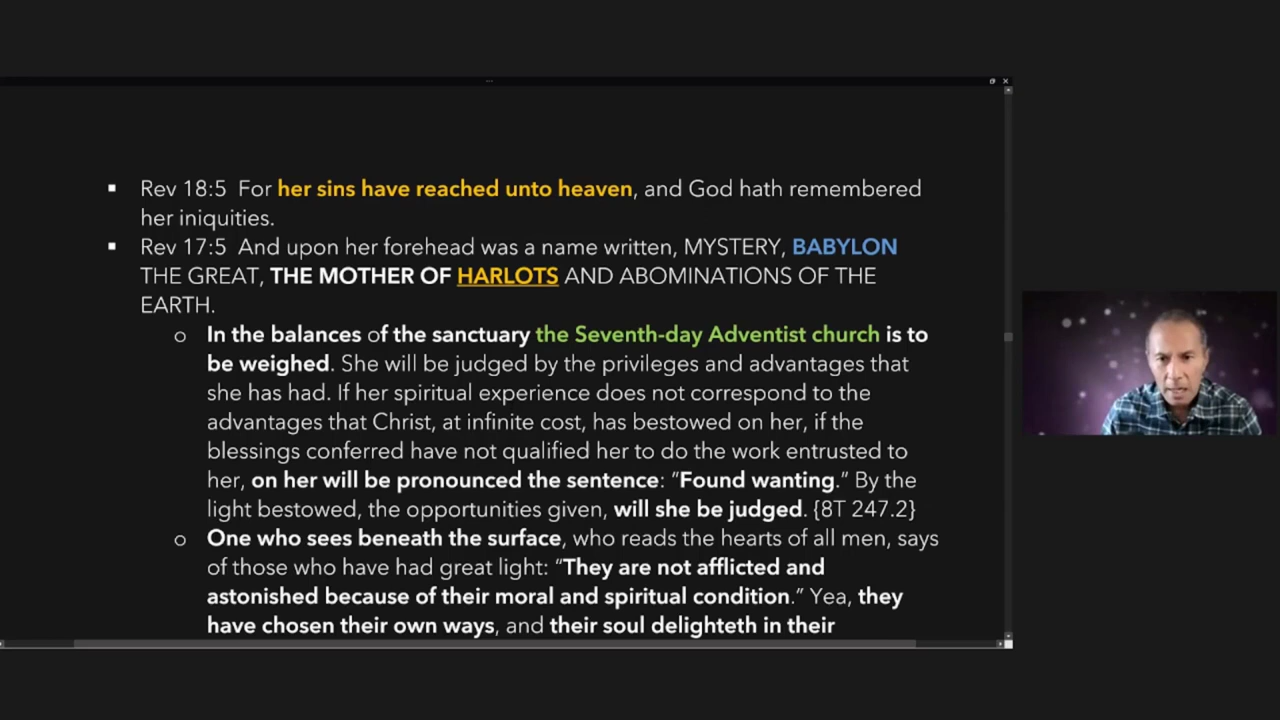 ▪ Rev 18:5 For her sins have reached unto heaven, and God hath remembered
her iniquities.
▪ Rev 17:5 And upon her forehead was a name written, MYSTERY, BABYLON
THE GREAT, THE MOTHER OF HARLOTS AND ABOMINATIONS OF THE
EARTH.
o In the balances of the sanctuary the Seventh-day Adventist church is to
be weighed. She will be judged by the privileges and advantages that
she has had. If her spiritual experience does not correspond to the
advantages that Christ, at infinite cost, has bestowed on her, if the
blessings conferred have not qualified her to do the work entrusted to
her, on her will be pronounced the sentence: “Found wanting.” By the
light bestowed, the opportunities given, will she be judged. {8T 247.2}
o One who sees beneath the surface, who reads the hearts of all men, says
of those who have had great light: “They are not afflicted and
astonished because of their moral and spiritual condition.” Yea, they
have chosen their own ways, and their soul delighteth in their